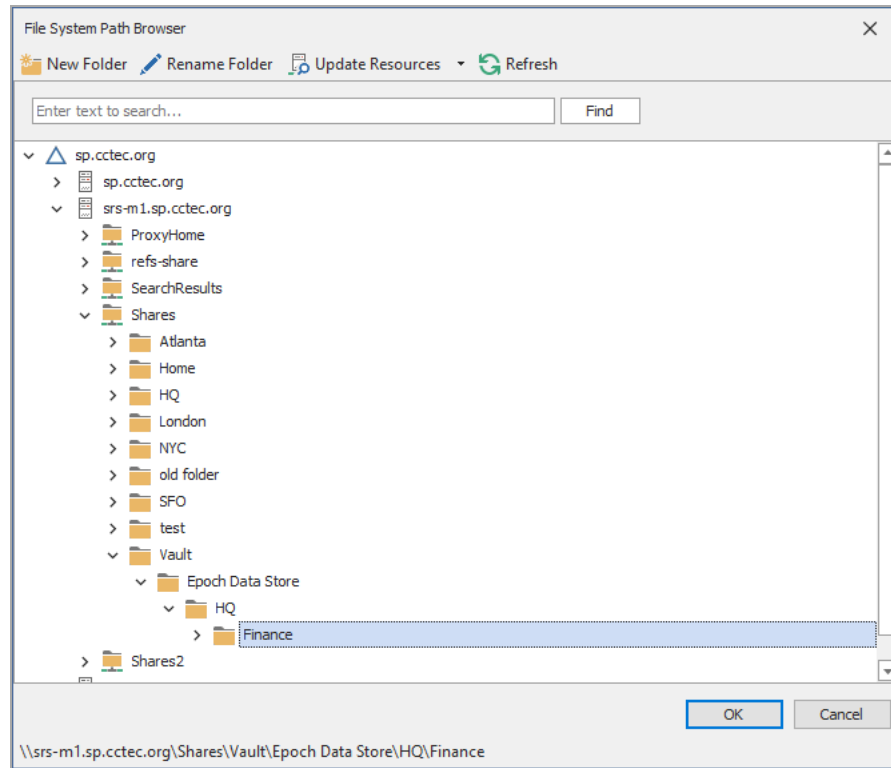 File System Path Browser
New Folder Rename Folder Update Resources Refresh
Enter text to search... Find
sp.cctec.org
sp.cctec.org
srs-m1.sp.cctec.org
ProxyHome
refs-share
SearchResults
Shares
Atlanta
Home
HQ
London
NYC
old folder
SFO
test
Vault
Epoch Data Store
HQ
Finance
Shares2
OK Cancel
\\srs-m1.sp.cctec.org\Shares\Vault\Epoch Data Store\HQ\Finance